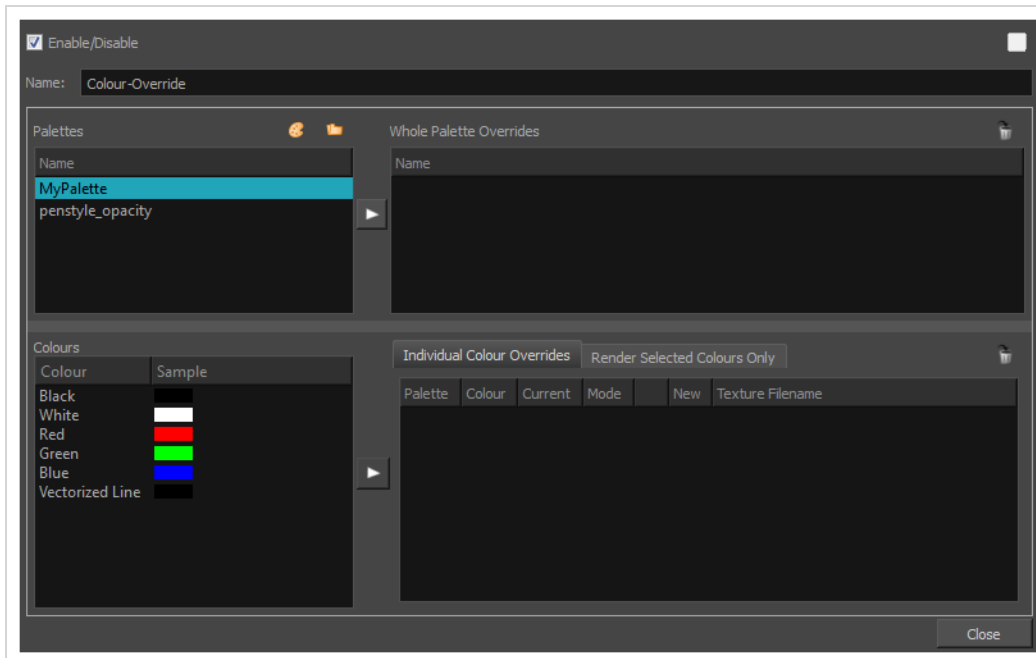 Enable/Disable
Name: Colour-Override
Palettes
Whole Palette Overrides
Name
Name
MyPalette
penstyle_opacity
Colours
Individual Colour Overrides
Render Selected Colours Only
Colour Sample
Palette Colour Current Mode New Texture Filename
Black
White
Red
Green
Blue
Vectorized Line
Close